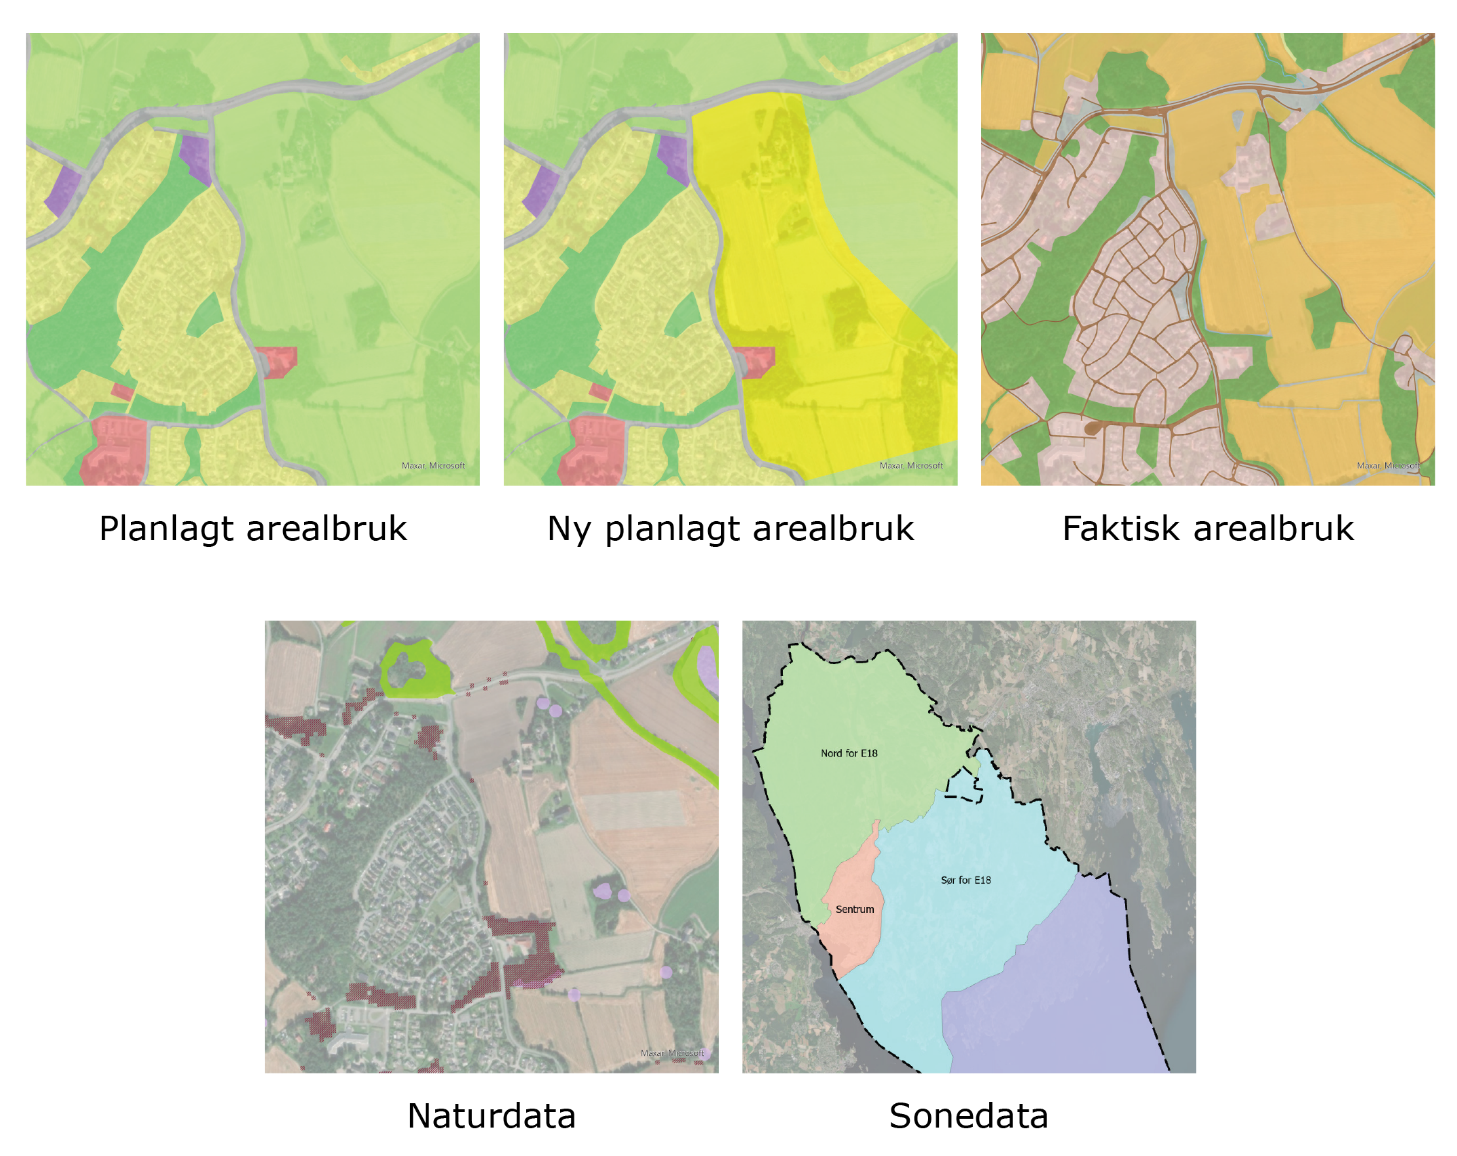 Maxar, Microsoft
Maxar, Microsoft
Maxar, Microsoft
Planlagt arealbruk
Ny planlagt arealbruk
Faktisk arealbruk
Nord for E18
Sør for E18
Sentrum
Maxar, Microsoft
Naturdata
Sonedata